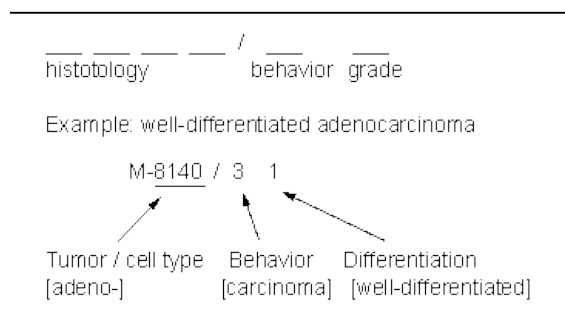 ___ ___ ___ ___ / ___ ___
histotology behavior grade
Example: well-differentiated adenocarcinoma
M-8140 / 3 1
Tumor / cell type Behavior Differentiation
[adeno-] [carcinoma] [well-differentiated]